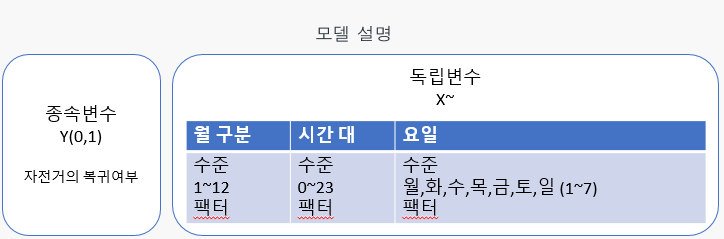 모델 설명
종속변수
Y(0,1)
자전거의 복귀여부
독립변수
X~
월 구분 시간 대 요일
수준 수준 수준
1~12 0~23 월,화,수,목,금,토,일 (1~7)
팩터 팩터 팩터